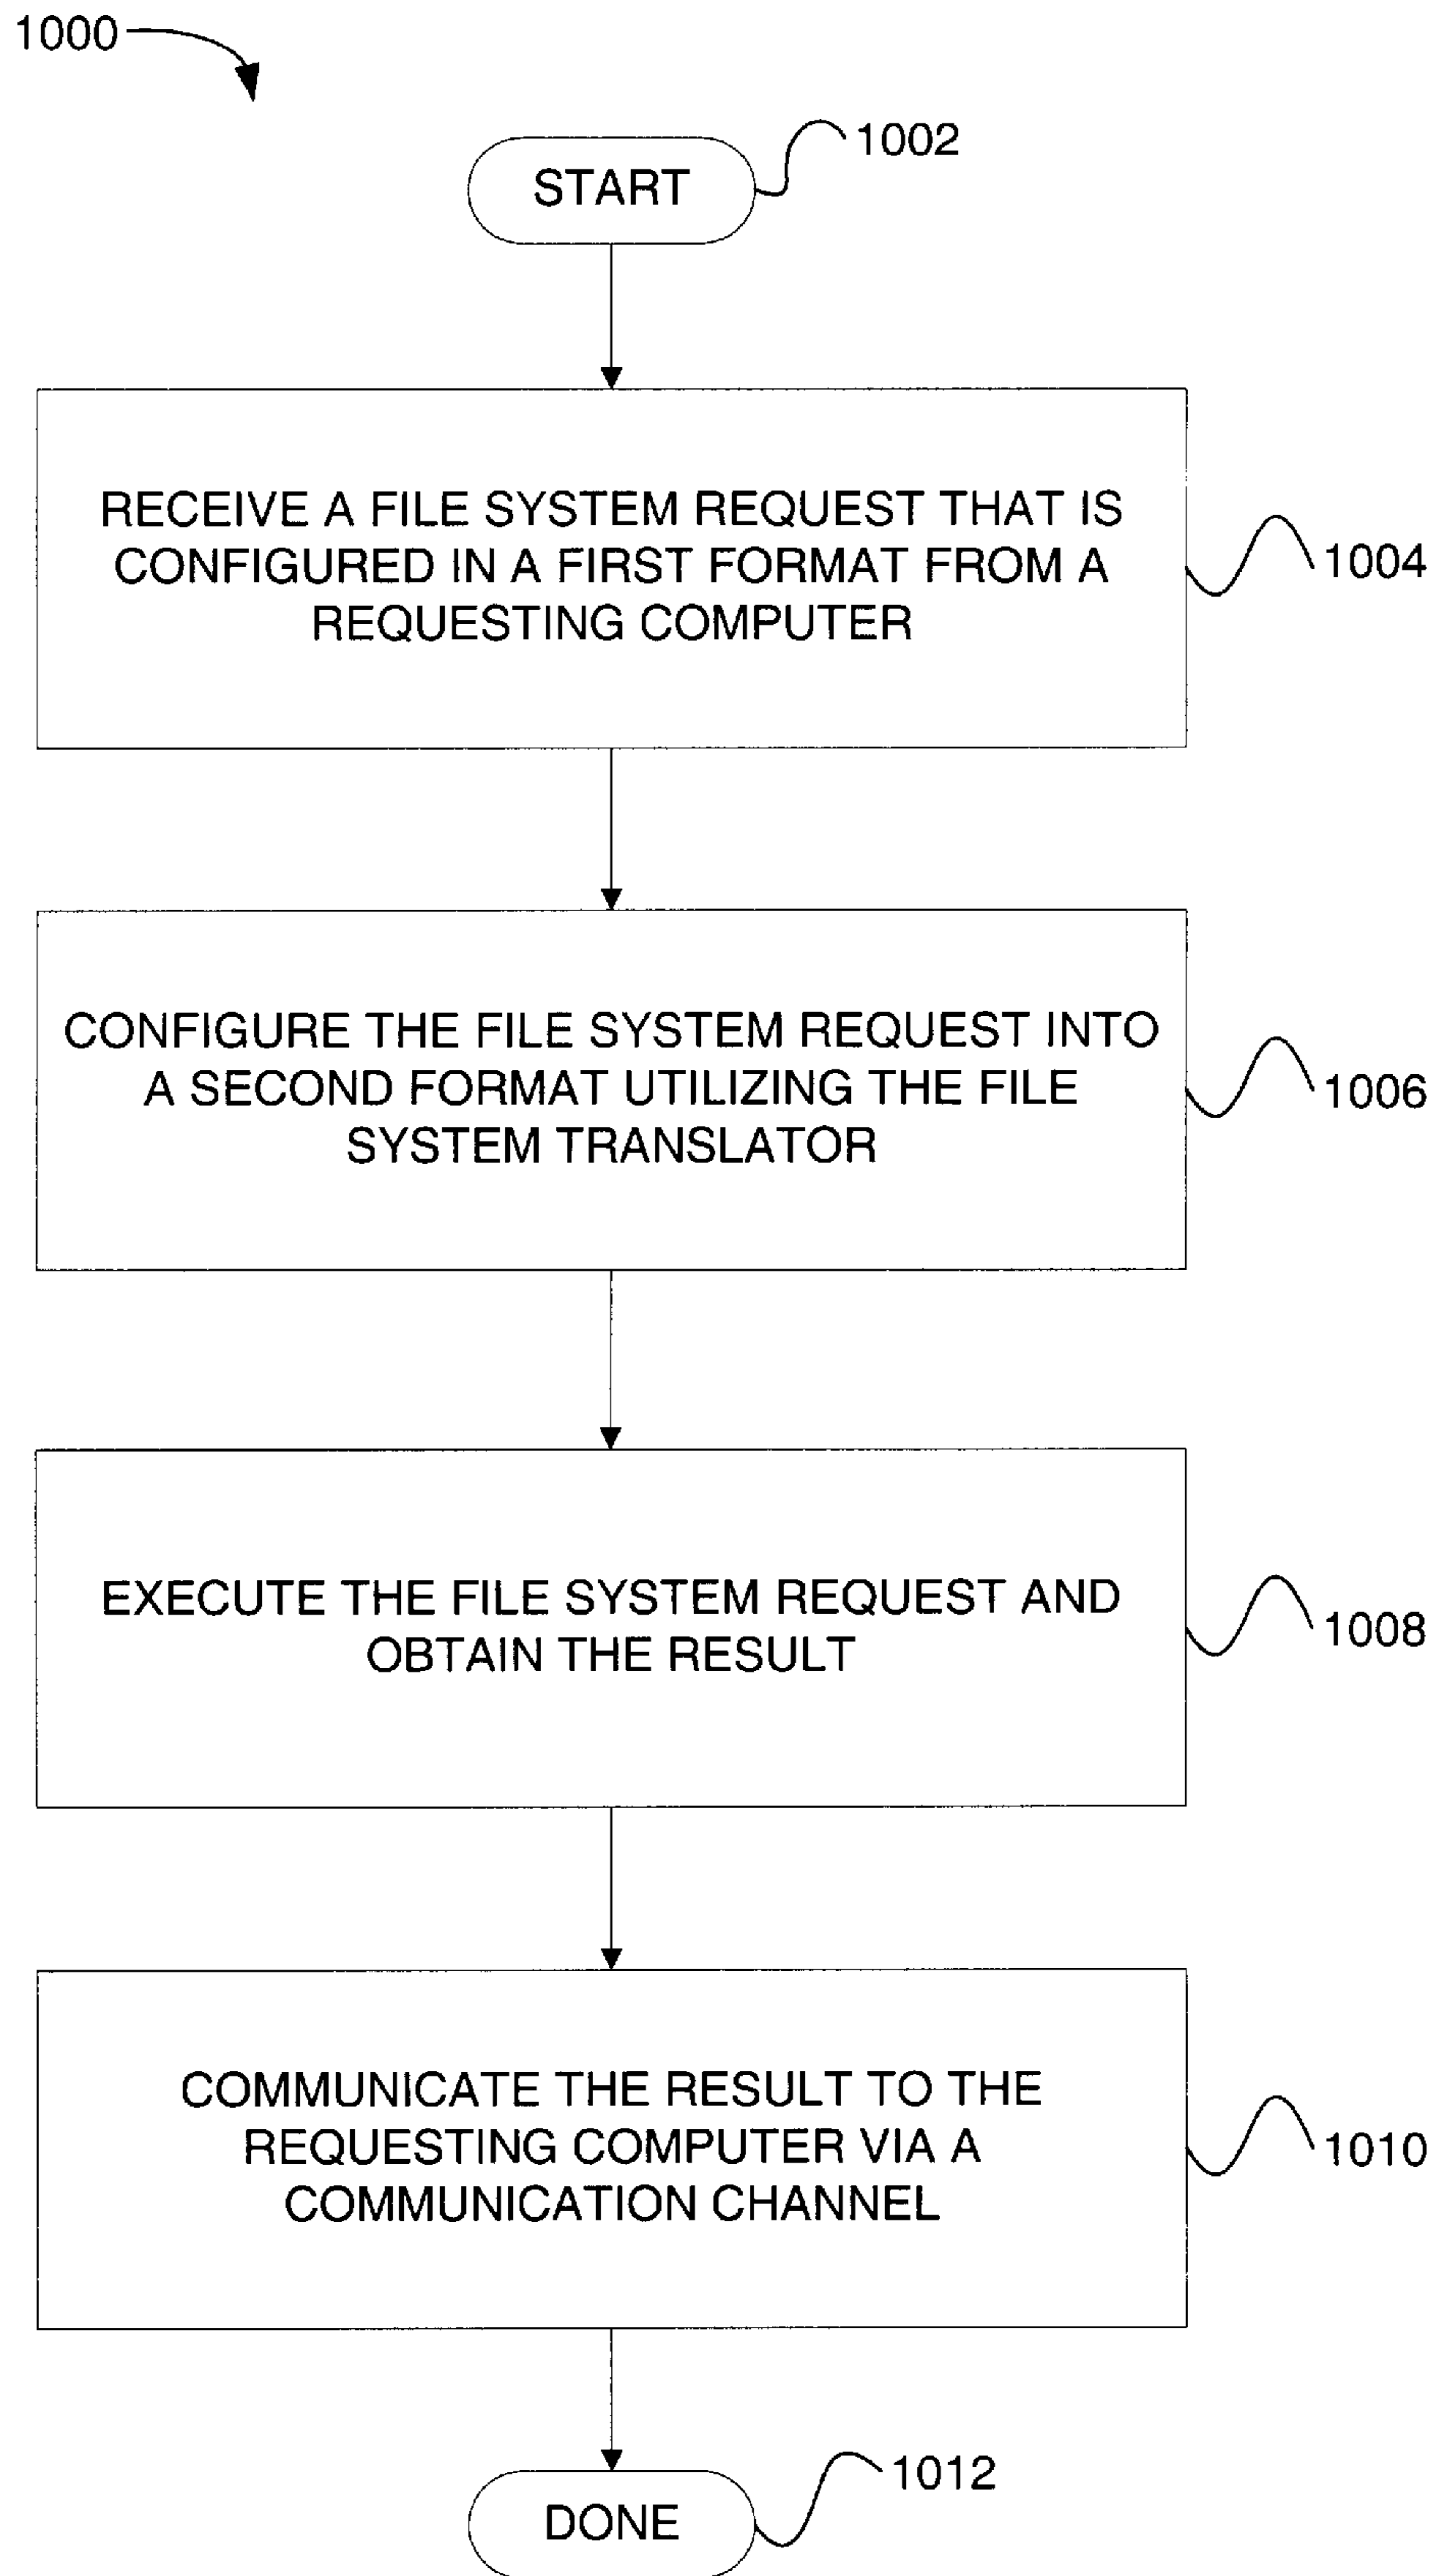 1000
1002
START
RECEIVE A FILE SYSTEM REQUEST THAT IS
CONFIGURED IN A FIRST FORMAT FROM A
REQUESTING COMPUTER
1004
CONFIGURE THE FILE SYSTEM REQUEST INTO
A SECOND FORMAT UTILIZING THE FILE
SYSTEM TRANSLATOR
1006
EXECUTE THE FILE SYSTEM REQUEST AND
OBTAIN THE RESULT
1008
COMMUNICATE THE RESULT TO THE
REQUESTING COMPUTER VIA A
COMMUNICATION CHANNEL
1010
1012
DONE